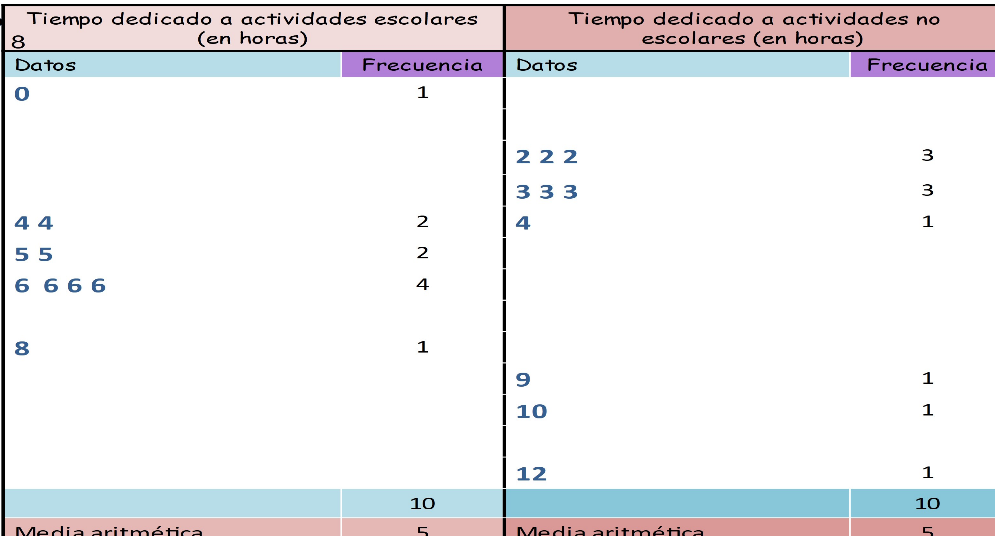 Tiempo dedicado a actividades escolares
(en horas)
8
Tiempo dedicado a actividades no
escolares (en horas)
Datos Frecuencia Datos Frecuencia
0 1
2 2 2 3
3 3 3 3
4 4 2 4 1
5 5 2
6 6 6 6 4
8 1
9 1
10 1
12 1
10 10
Media aritmética 5 Media aritmética 5